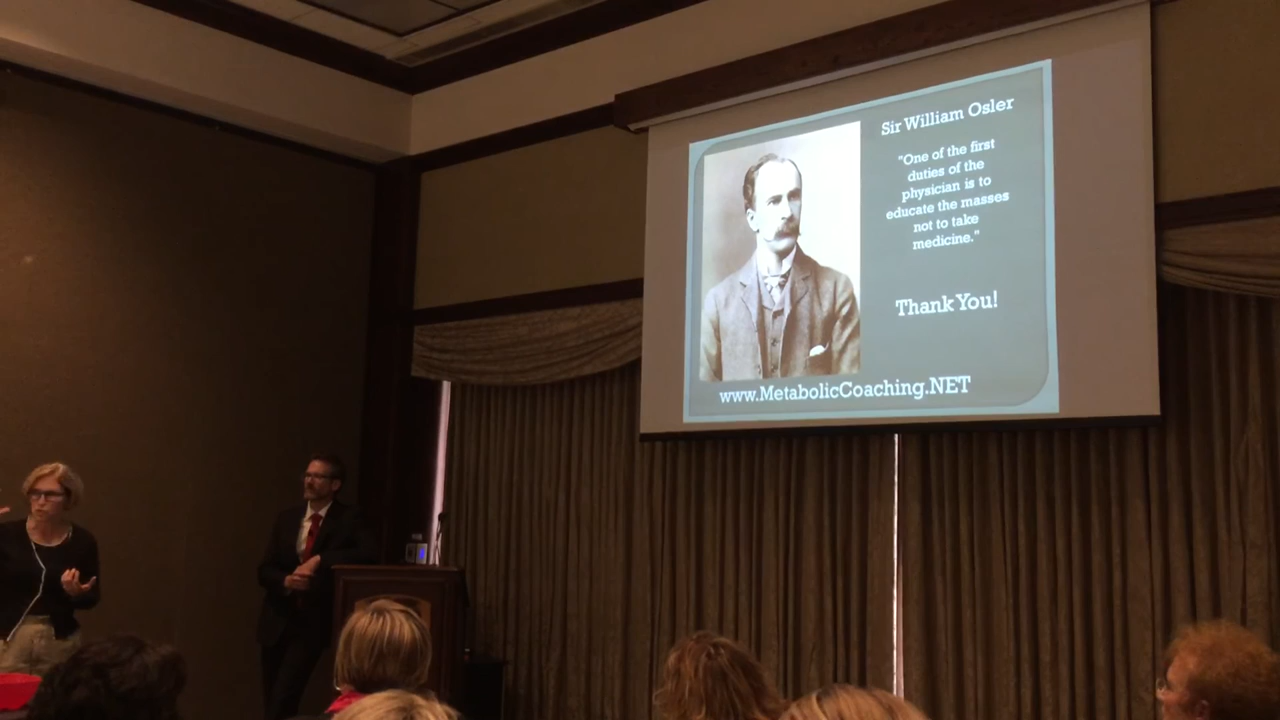 Sir William Osler
"One of the first
duties of the
physician is to
educate the masses
not to take
medicine."
Thank You!
www.MetabolicCoaching.NET